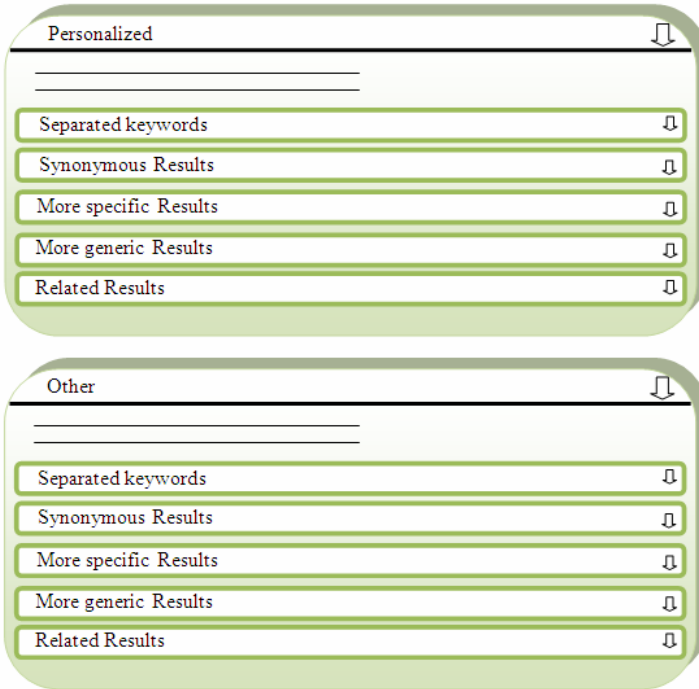 Personalized
Separated keywords
Synonymous Results
More specific Results
More generic Results
Related Results
Other
Separated keywords
Synonymous Results
More specific Results
More generic Results
Related Results